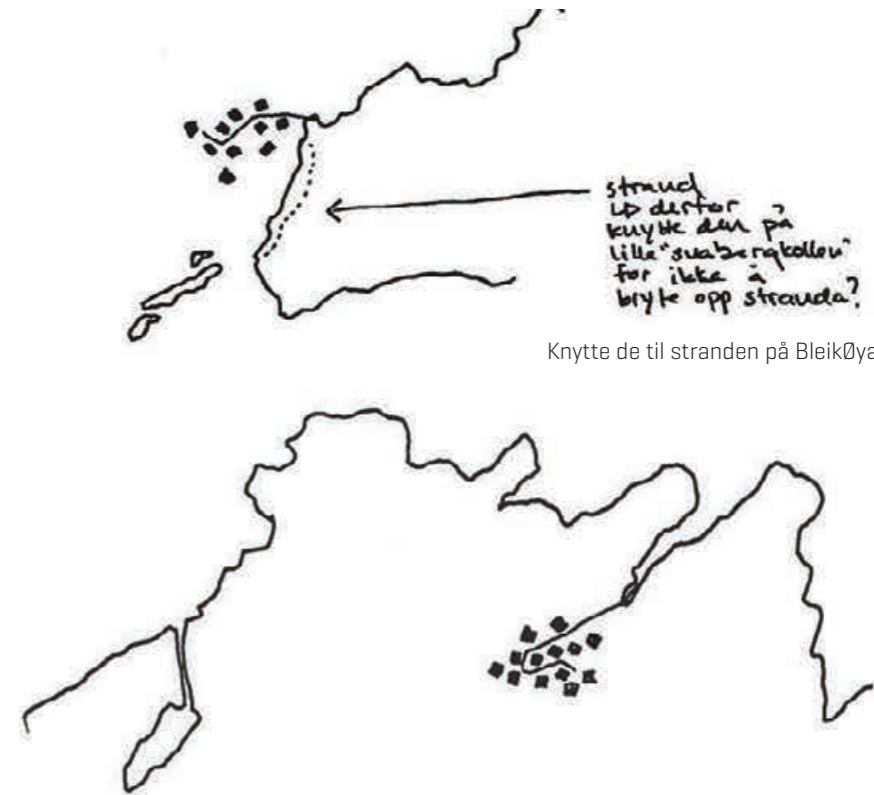 strand
↳ derfor
knytte den på
lille "svabergkollen"
for ikke å
bryte opp stranda?
Knytte de til stranden på BleikØya